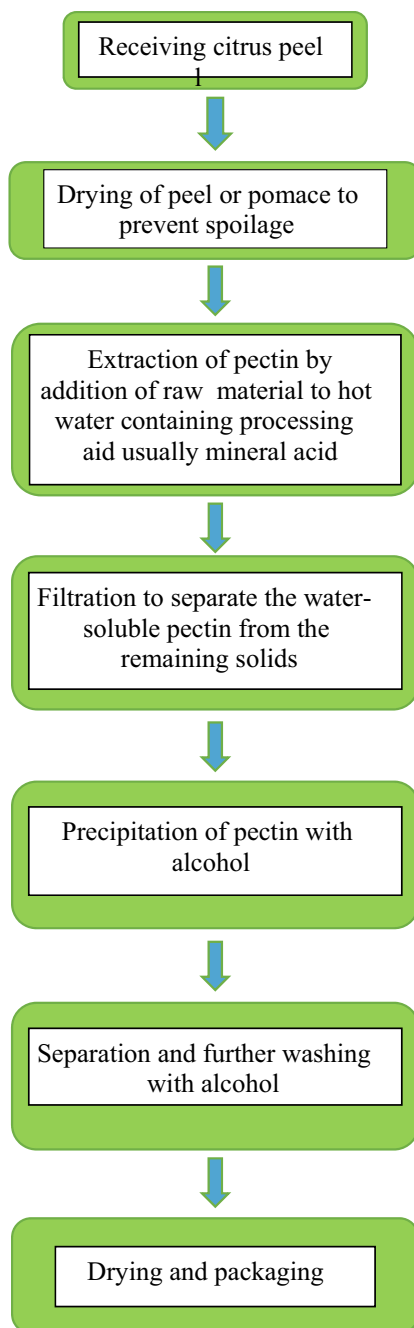 Receiving citrus peel
l
Drying of peel or pomace to
prevent spoilage
Extraction of pectin by
addition of raw material to hot
water containing processing
aid usually mineral acid
Filtration to separate the water-
soluble pectin from the
remaining solids
Precipitation of pectin with
alcohol
Separation and further washing
with alcohol
Drying and packaging